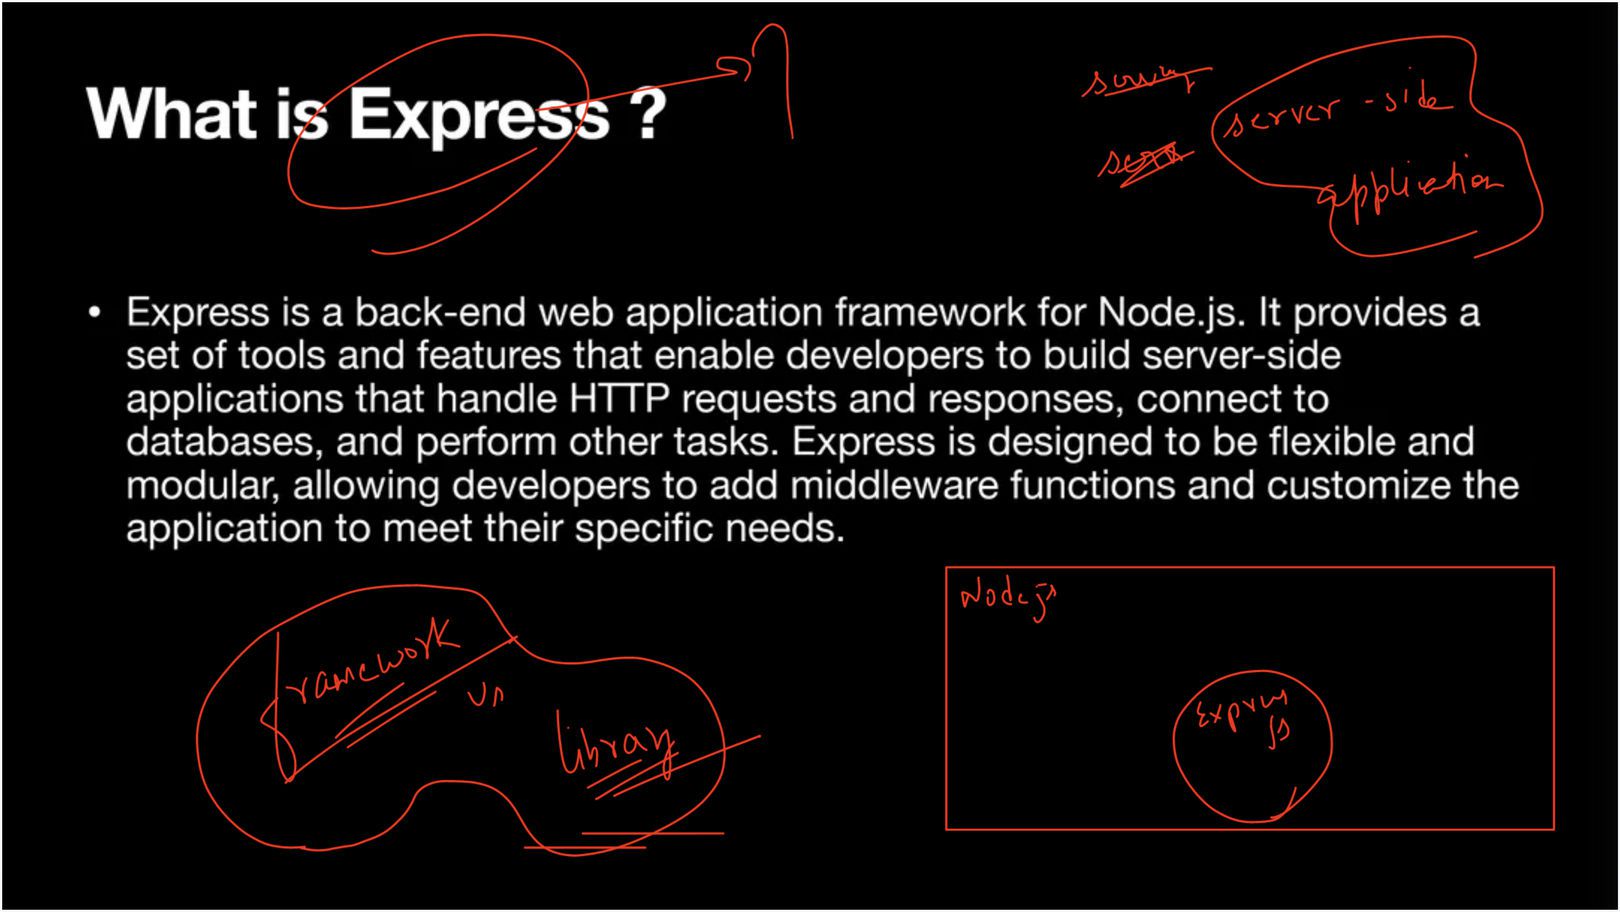 What is Express ?
server - side
application
• Express is a back-end web application framework for Node.js. It provides a
set of tools and features that enable developers to build server-side
applications that handle HTTP requests and responses, connect to
databases, and perform other tasks. Express is designed to be flexible and
modular, allowing developers to add middleware functions and customize the
application to meet their specific needs.
framework
vs
library
Node js
Express
js